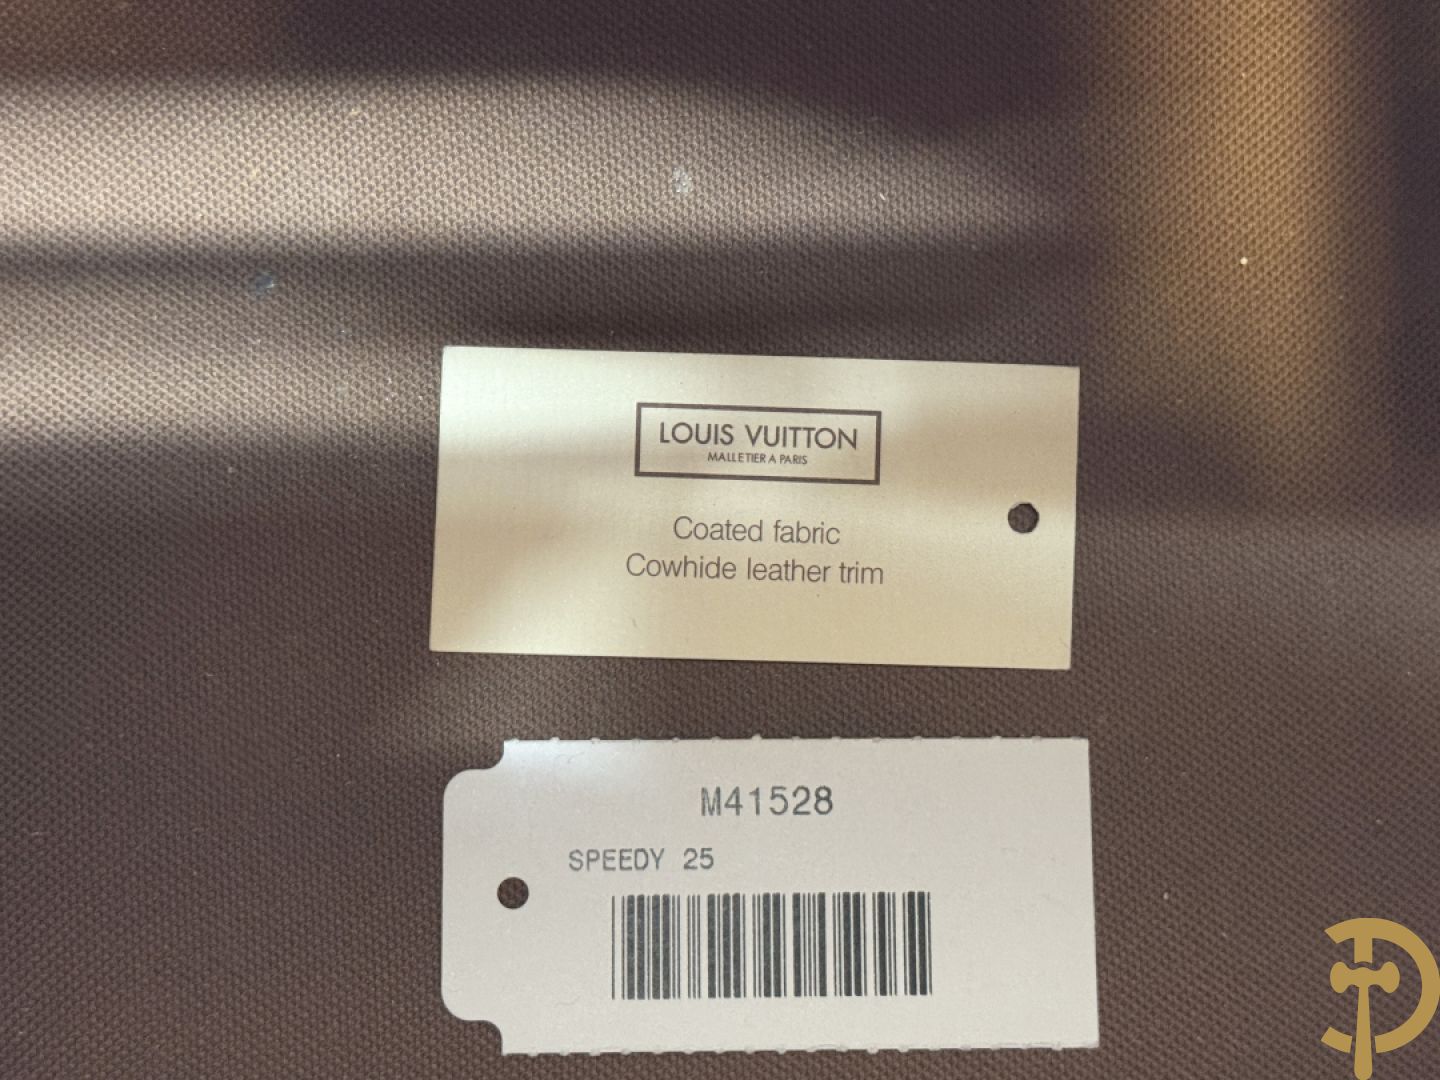 LOUIS VUITTON
MALLETIER A PARIS
Coated fabric
Cowhide leather trim
M41528
SPEEDY 25